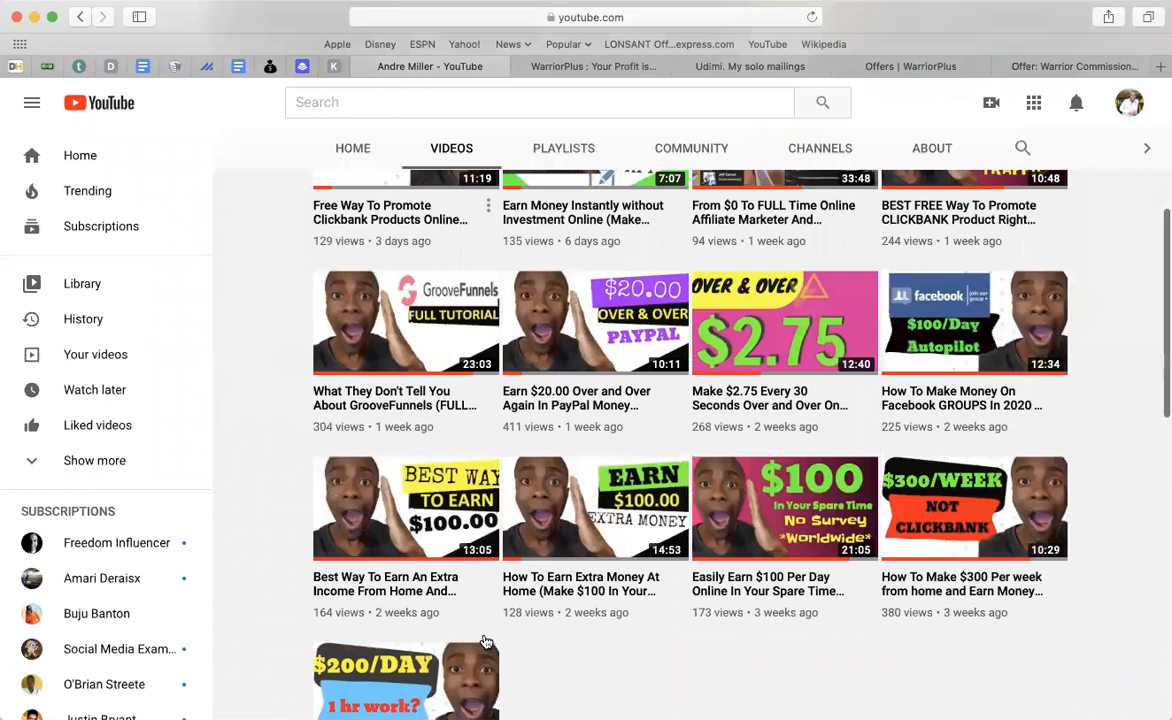 youtube.com
Apple Disney ESPN Yahoo! News Popular LONSANT Off...express.com YouTube Wikipedia
Andre Miller - YouTube WarriorPlus : Your Profit is... Udimi. My solo mailings Offers | WarriorPlus Offer: Warrior Commission...
YouTube
Search
HOME VIDEOS PLAYLISTS COMMUNITY CHANNELS ABOUT
Home
Trending
Subscriptions
Library
History
Your videos
Watch later
Liked videos
Show more
SUBSCRIPTIONS
Freedom Influencer
Amari Deraisx
Buju Banton
Social Media Exam...
O'Brian Streete
Justin Bryant
11:19
Free Way To Promote
Clickbank Products Online...
129 views • 3 days ago
7:07
Earn Money Instantly without
Investment Online (Make...
135 views • 6 days ago
33:48
From $0 To FULL Time Online
Affiliate Marketer And...
94 views • 1 week ago
10:48
BEST FREE Way To Promote
CLICKBANK Product Right...
244 views • 1 week ago
GrooveFunnels
FULL TUTORIAL
23:03
What They Don't Tell You
About GrooveFunnels (FULL...
304 views • 1 week ago
$20.00
OVER & OVER
PAYPAL
10:11
Earn $20.00 Over and Over
Again In PayPal Money...
411 views • 1 week ago
OVER & OVER
$2.75
12:40
Make $2.75 Every 30
Seconds Over and Over On...
268 views • 2 weeks ago
facebook
join our
group
$100/Day
Autopilot
12:34
How To Make Money On
Facebook GROUPS In 2020 ...
225 views • 2 weeks ago
BEST WAY
TO EARN
$100.00
13:05
Best Way To Earn An Extra
Income From Home And...
164 views • 2 weeks ago
EARN
$100.00
EXTRA MONEY
14:53
How To Earn Extra Money At
Home (Make $100 In Your...
128 views • 2 weeks ago
$100
In Your Spare Time
No Survey
*Worldwide*
21:05
Easily Earn $100 Per Day
Online In Your Spare Time...
173 views • 3 weeks ago
$300/WEEK
NOT
CLICKBANK
10:29
How To Make $300 Per week
from home and Earn Money...
380 views • 3 weeks ago
$200/DAY
1 hr work?